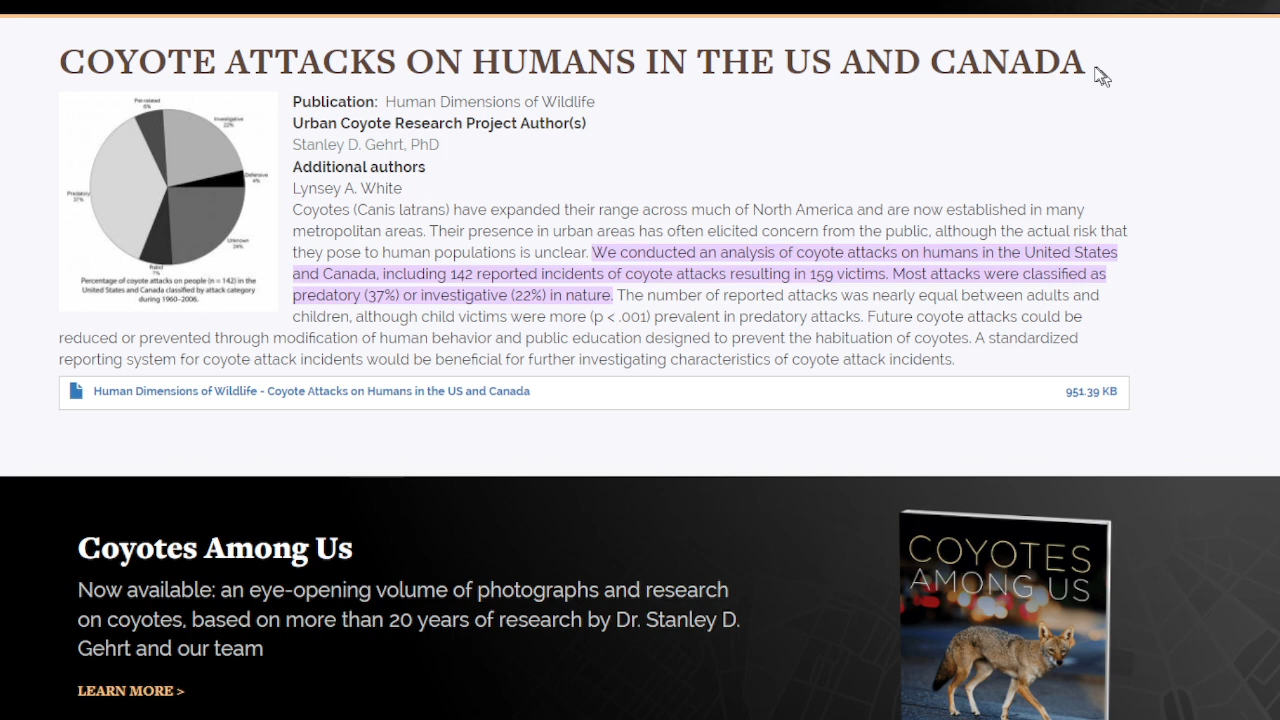 COYOTE ATTACKS ON HUMANS IN THE US AND CANADA
Pet-related
6%
Investigative
22%
Defensive
4%
Predatory
37%
Unknown
24%
Rabid
7%
Percentage of coyote attacks on people (n = 142) in the
United States and Canada classified by attack category
during 1960–2006.
Publication: Human Dimensions of Wildlife
Urban Coyote Research Project Author(s)
Stanley D. Gehrt, PhD
Additional authors
Lynsey A. White
Coyotes (Canis latrans) have expanded their range across much of North America and are now established in many
metropolitan areas. Their presence in urban areas has often elicited concern from the public, although the actual risk that
they pose to human populations is unclear. We conducted an analysis of coyote attacks on humans in the United States
and Canada, including 142 reported incidents of coyote attacks resulting in 159 victims. Most attacks were classified as
predatory (37%) or investigative (22%) in nature. The number of reported attacks was nearly equal between adults and
children, although child victims were more (p < .001) prevalent in predatory attacks. Future coyote attacks could be
reduced or prevented through modification of human behavior and public education designed to prevent the habituation of coyotes. A standardized
reporting system for coyote attack incidents would be beneficial for further investigating characteristics of coyote attack incidents.
Human Dimensions of Wildlife - Coyote Attacks on Humans in the US and Canada 951.39 KB
Coyotes Among Us
Now available: an eye-opening volume of photographs and research
on coyotes, based on more than 20 years of research by Dr. Stanley D.
Gehrt and our team
LEARN MORE >
COYOTES
AMONG US